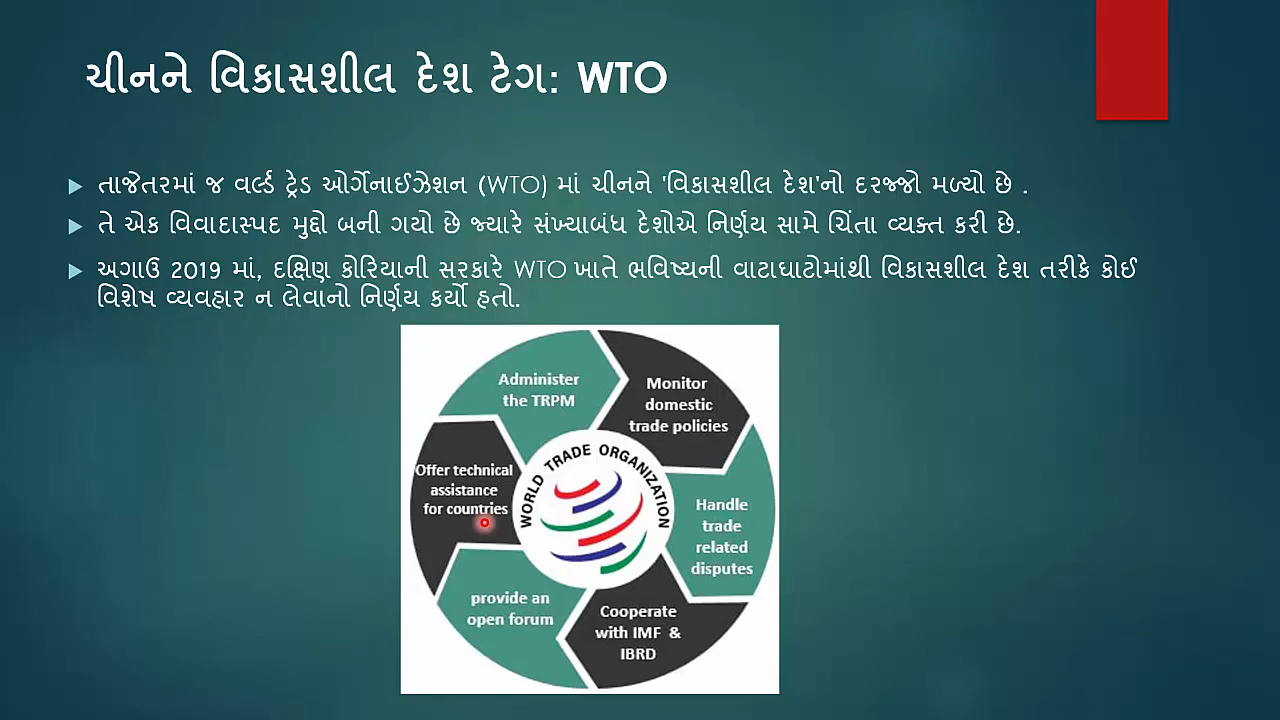 ચીનને વિકાસશીલ દેશ ટેગ: WTO
તાજેતરમાં જ વર્લ્ડ ટ્રેડ ઓર્ગેનાઈઝેશન (WTO) માં ચીનને 'વિકાસશીલ દેશ'નો દરજ્જો મળ્યો છે .
તે એક વિવાદાસ્પદ મુદ્દો બની ગયો છે જ્યારે સંખ્યાબંધ દેશોએ નિર્ણય સામે ચિંતા વ્યક્ત કરી છે.
અગાઉ 2019 માં, દક્ષિણ કોરિયાની સરકારે WTO ખાતે ભવિષ્યની વાટાઘાટોમાંથી વિકાસશીલ દેશ તરીકે કોઈ
વિશેષ વ્યવહાર ન લેવાનો નિર્ણય કર્યો હતો.
Administer
the TRPM
Monitor
domestic
trade policies
Handle
trade
related
disputes
Cooperate
with IMF &
IBRD
provide an
open forum
Offer technical
assistance
for countries
WORLD TRADE ORGANIZATION